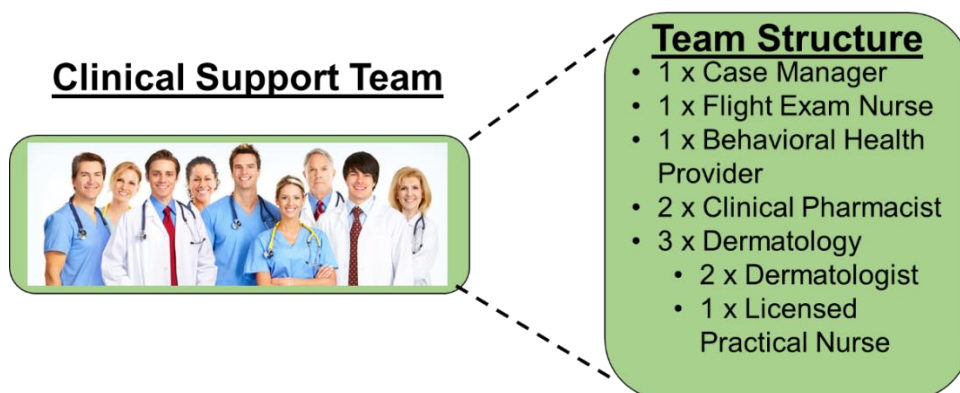 Clinical Support Team
Team Structure
• 1 x Case Manager
• 1 x Flight Exam Nurse
• 1 x Behavioral Health
Provider
• 2 x Clinical Pharmacist
• 3 x Dermatology
• 2 x Dermatologist
• 1 x Licensed
Practical Nurse